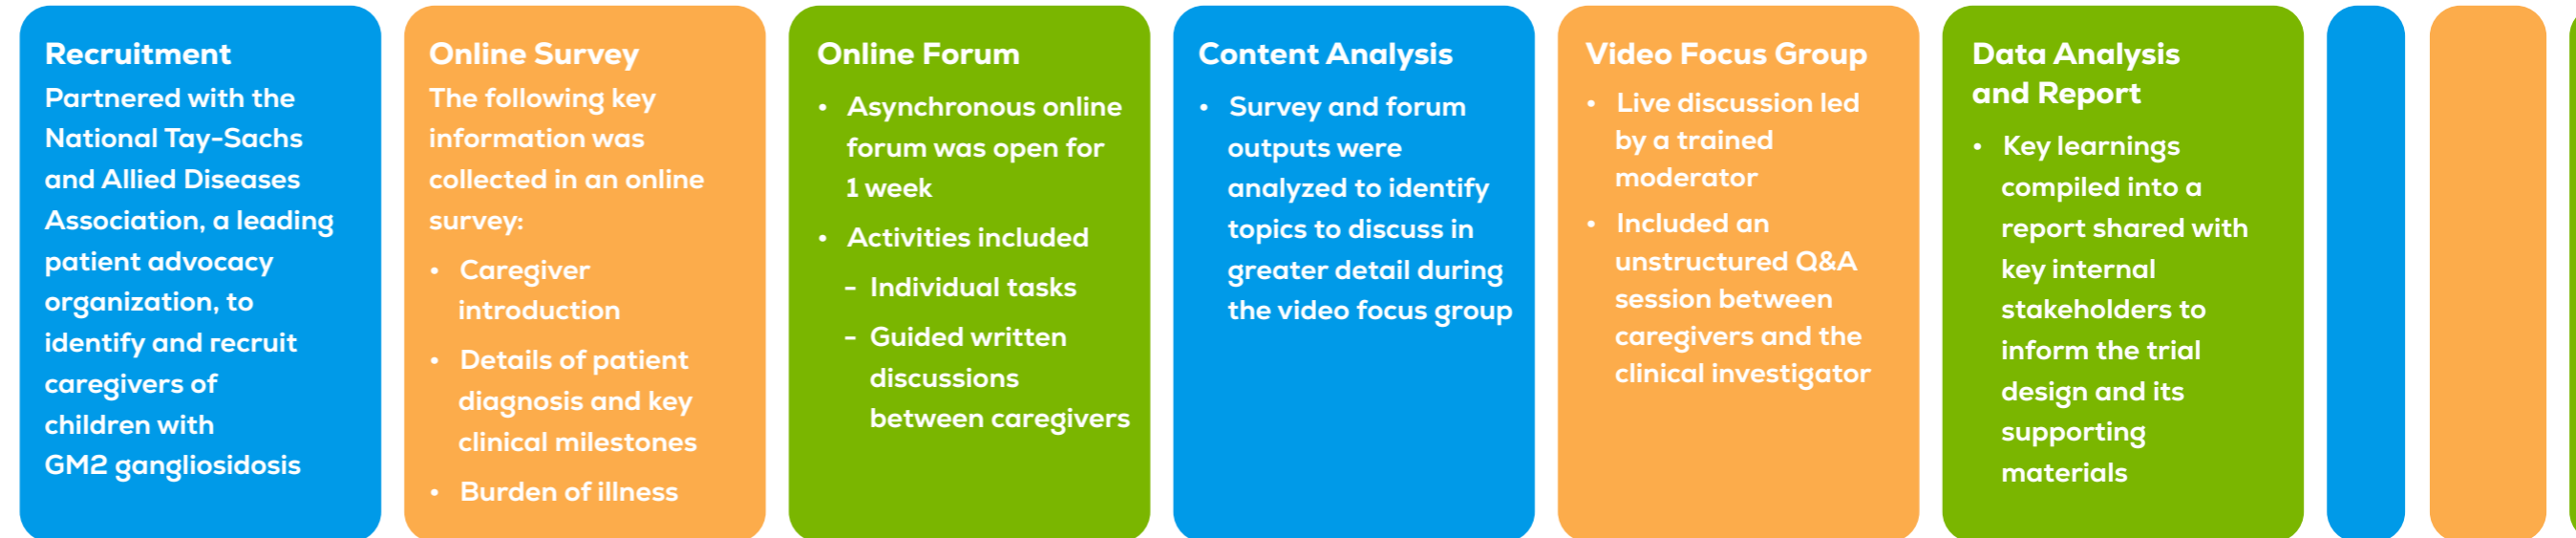 Recruitment
Partnered with the
National Tay-Sachs
and Allied Diseases
Association, a leading
patient advocacy
organization, to
identify and recruit
caregivers of
children with
GM2 gangliosidosis
Online Survey
The following key
information was
collected in an online
survey:
• Caregiver
introduction
• Details of patient
diagnosis and key
clinical milestones
• Burden of illness
Online Forum
• Asynchronous online
forum was open for
1 week
• Activities included
- Individual tasks
- Guided written
discussions
between caregivers
Content Analysis
• Survey and forum
outputs were
analyzed to identify
topics to discuss in
greater detail during
the video focus group
Video Focus Group
• Live discussion led
by a trained
moderator
• Included an
unstructured Q&A
session between
caregivers and the
clinical investigator
Data Analysis
and Report
• Key learnings
compiled into a
report shared with
key internal
stakeholders to
inform the trial
design and its
supporting
materials